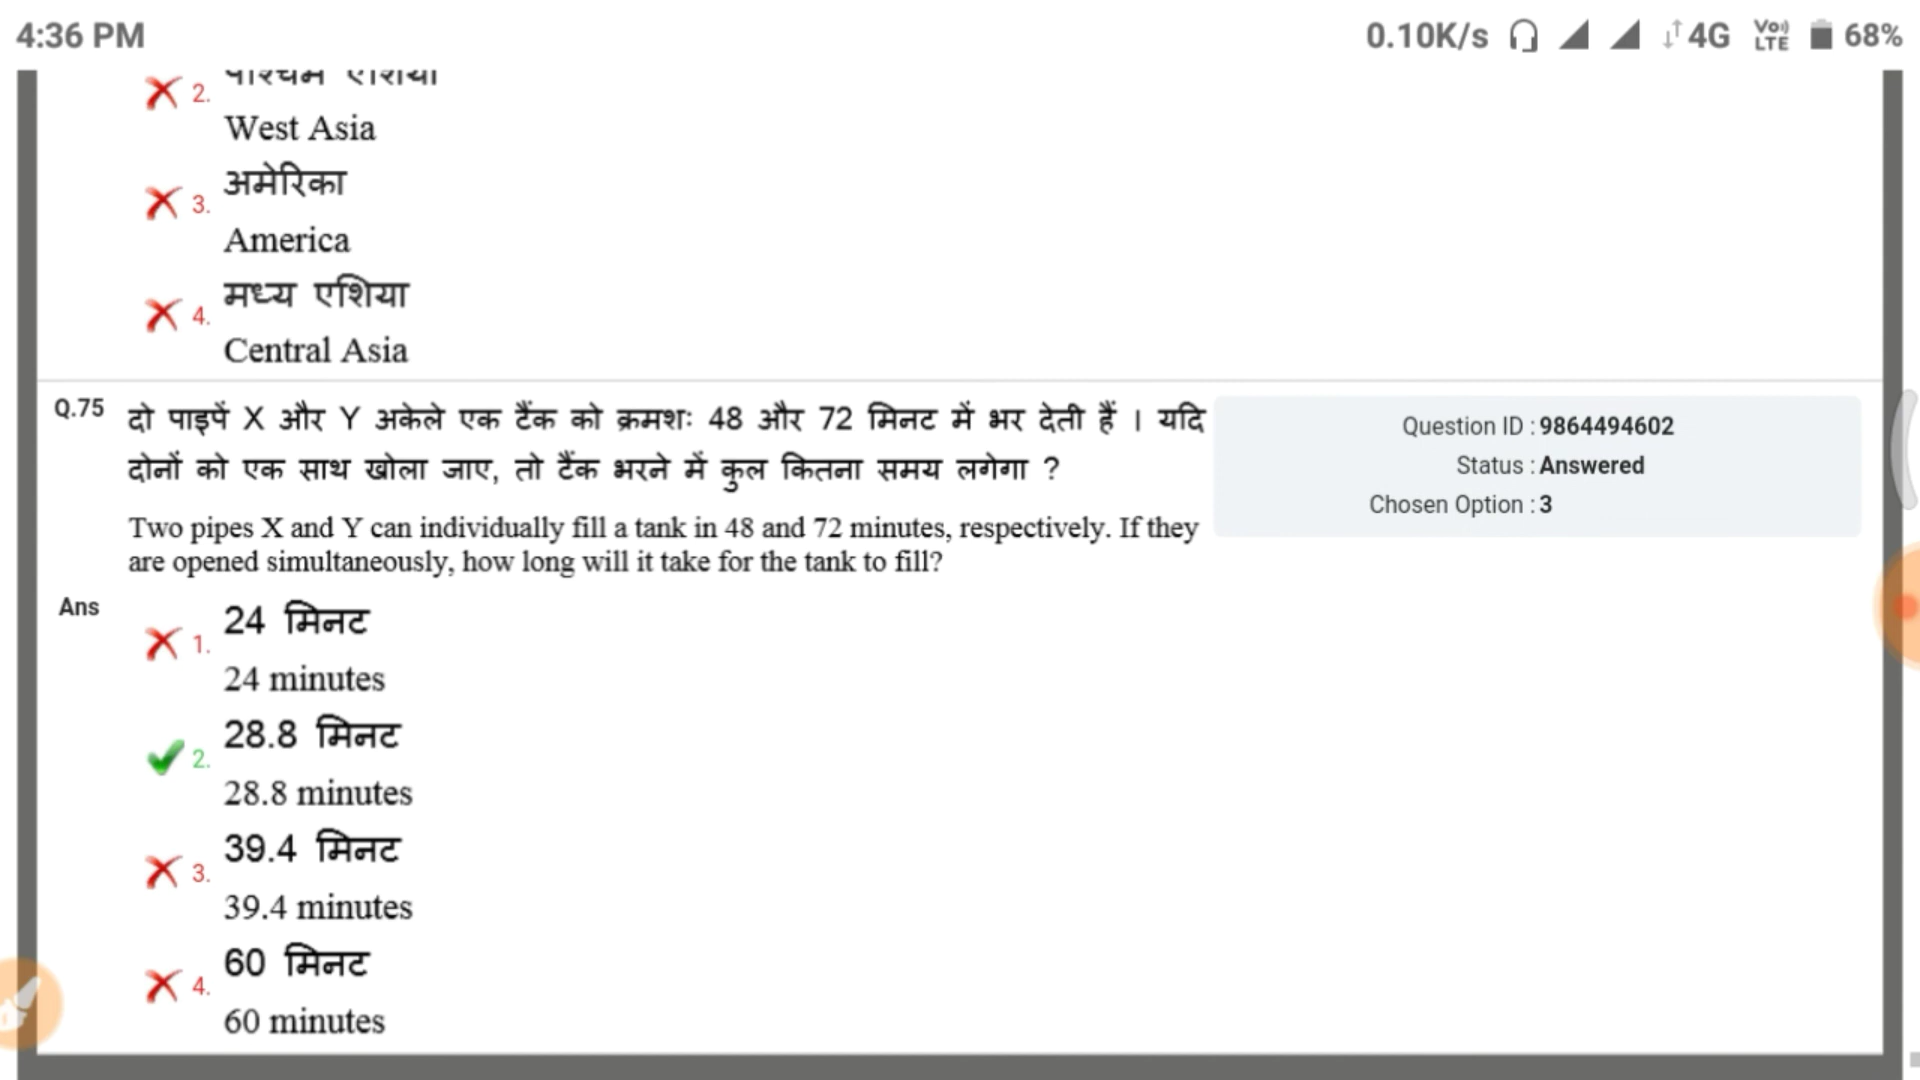 4:36 PM
0.10K/s 4G VoLTE 68%
2. पश्चिम एशिया
West Asia
3. अमेरिका
America
4. मध्य एशिया
Central Asia
Q.75 दो पाइपें X और Y अकेले एक टैंक को क्रमशः 48 और 72 मिनट में भर देती हैं । यदि
दोनों को एक साथ खोला जाए, तो टैंक भरने में कुल कितना समय लगेगा ?
Two pipes X and Y can individually fill a tank in 48 and 72 minutes, respectively. If they
are opened simultaneously, how long will it take for the tank to fill?
Question ID : 9864494602
Status : Answered
Chosen Option : 3
Ans
1. 24 मिनट
24 minutes
2. 28.8 मिनट
28.8 minutes
3. 39.4 मिनट
39.4 minutes
4. 60 मिनट
60 minutes